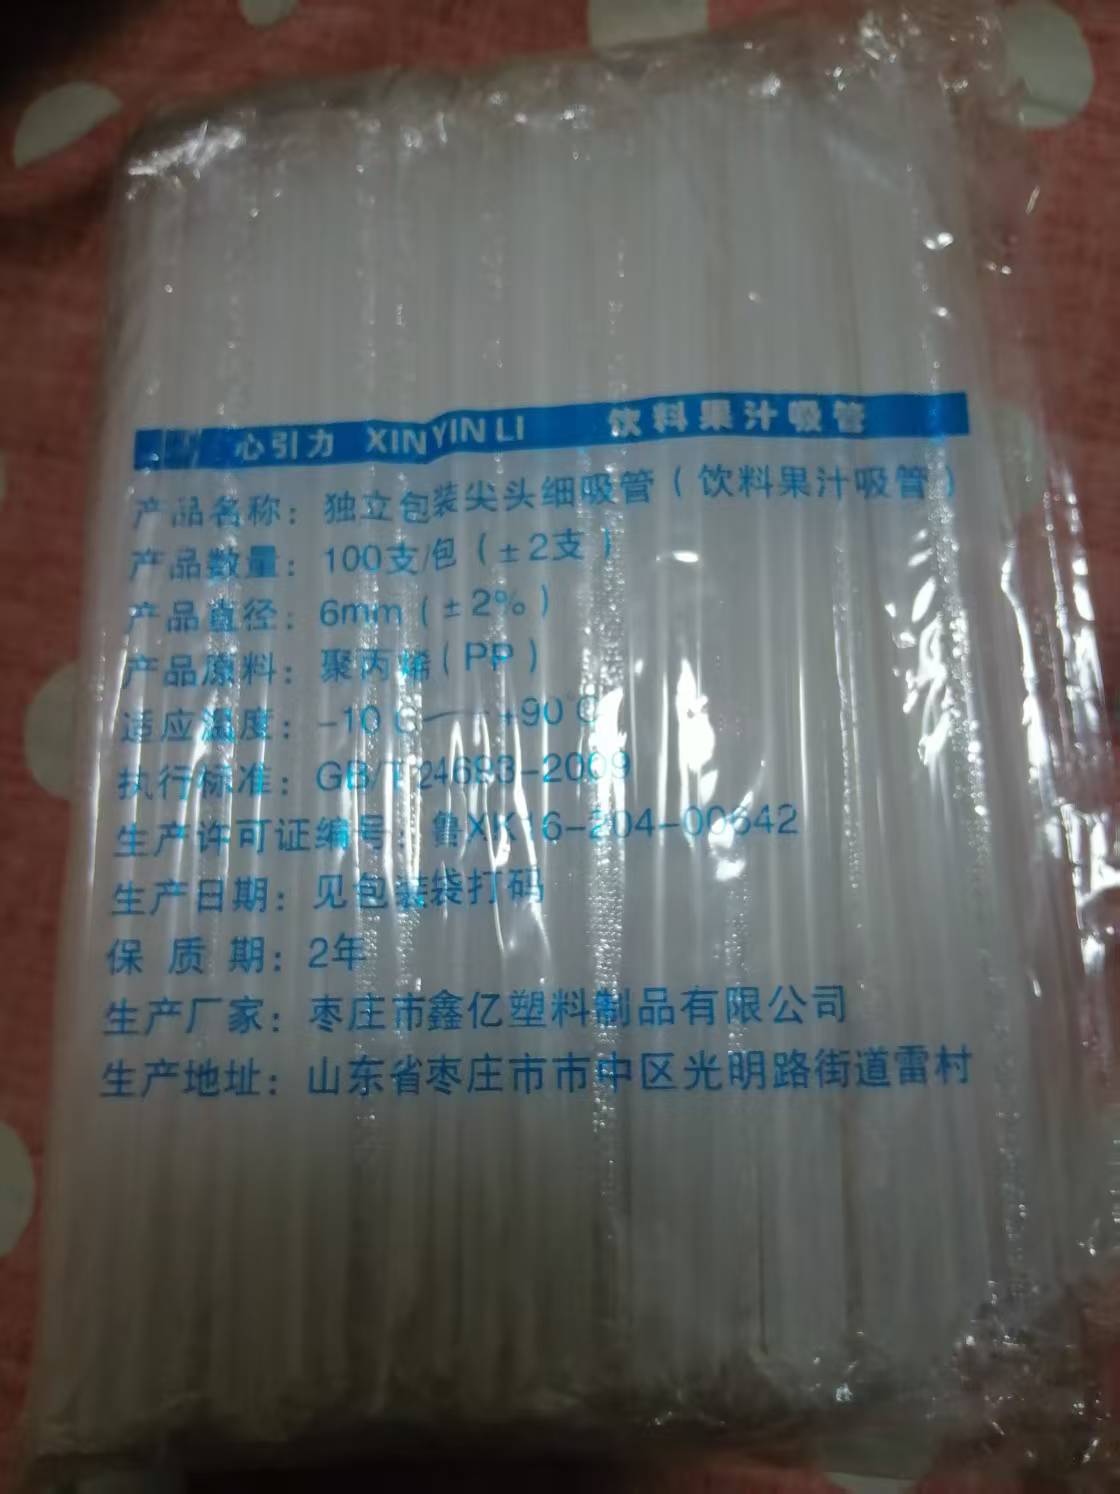 心引力 XINYINLI 饮料果汁吸管
产品名称：独立包装尖头细吸管（饮料果汁吸管）
产品数量：100支/包（±2支）
产品直径：6mm（±2%）
产品原料：聚丙烯（PP）
适应温度：-10℃——+90℃
执行标准：GB/T 24693-2009
生产许可证编号：鲁XK16-204-00642
生产日期：见包装袋打码
保 质 期：2年
生产厂家：枣庄市鑫亿塑料制品有限公司
生产地址：山东省枣庄市市中区光明路街道雷村